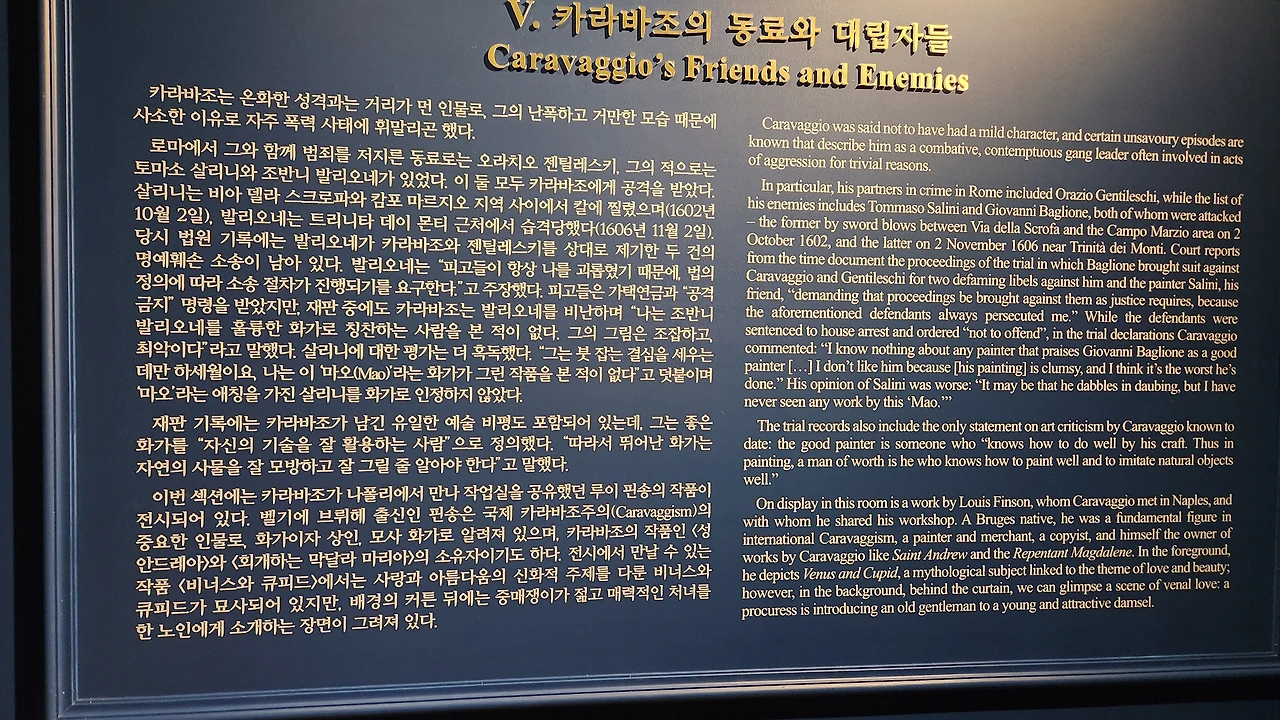 V. 카라바조의 동료와 대립자들
Caravaggio's Friends and Enemies
카라바조는 온화한 성격과는 거리가 먼 인물로, 그의 난폭하고 거만한 모습 때문에
사소한 이유로 자주 폭력 사태에 휘말리곤 했다.
로마에서 그와 함께 범죄를 저지른 동료로는 오라치오 젠틸레스키, 그의 적으로는
토마소 살리니와 조반니 발리오네가 있었다. 이 둘 모두 카라바조에게 공격을 받았다.
살리니는 비아 델라 스크로파와 캄포 마르지오 지역 사이에서 칼에 찔렸으며(1602년
10월 2일), 발리오네는 트리니타 데이 몬티 근처에서 습격당했다(1606년 11월 2일).
당시 법원 기록에는 발리오네가 카라바조와 젠틸레스키를 상대로 제기한 두 건의
명예훼손 소송이 남아 있다. 발리오네는 “피고들이 항상 나를 괴롭혔기 때문에, 법의
정의에 따라 소송 절차가 진행되기를 요구한다.”고 주장했다. 피고들은 가택연금과 “공격
금지” 명령을 받았지만, 재판 중에도 카라바조는 발리오네를 비난하며 “나는 조반니
발리오네를 훌륭한 화가로 칭찬하는 사람을 본 적이 없다. 그의 그림은 조잡하고,
최악이다”라고 말했다. 살리니에 대한 평가는 더 혹독했다. “그는 붓 잡는 결심을 세우는
데만 하세월이요, 나는 이 ‘마오(Mao)’라는 화가가 그린 작품을 본 적이 없다”고 덧붙이며
‘마오’라는 애칭을 가진 살리니를 화가로 인정하지 않았다.
재판 기록에는 카라바조가 남긴 유일한 예술 비평도 포함되어 있는데, 그는 좋은
화가를 “자신의 기술을 잘 활용하는 사람”으로 정의했다. “따라서 뛰어난 화가는
자연의 사물을 잘 모방하고 잘 그릴 줄 알아야 한다”고 말했다.
이번 섹션에는 카라바조가 나폴리에서 만나 작업실을 공유했던 루이 핀송의 작품이
전시되어 있다. 벨기에 브뤼헤 출신인 핀송은 국제 카라바조주의(Caravaggism)의
중요한 인물로, 화가이자 상인, 모사 화가로 알려져 있으며, 카라바조의 작품인 〈성
안드레아〉와 〈회개하는 막달라 마리아〉의 소유자이기도 하다. 전시에서 만날 수 있는
작품 〈비너스와 큐피드〉에서는 사랑과 아름다움의 신화적 주제를 다룬 비너스와
큐피드가 묘사되어 있지만, 배경의 커튼 뒤에는 중매쟁이가 젊고 매력적인 처녀를
한 노인에게 소개하는 장면이 그려져 있다.
Caravaggio was said not to have had a mild character, and certain unsavoury episodes are
known that describe him as a combative, contemptuous gang leader often involved in acts
of aggression for trivial reasons.
In particular, his partners in crime in Rome included Orazio Gentileschi, while the list of
his enemies includes Tommaso Salini and Giovanni Baglione, both of whom were attacked
– the former by sword blows between Via della Scrofa and the Campo Marzio area on 2
October 1602, and the latter on 2 November 1606 near Trinità dei Monti. Court reports
from the time document the proceedings of the trial in which Baglione brought suit against
Caravaggio and Gentileschi for two defaming libels against him and the painter Salini, his
friend, “demanding that proceedings be brought against them as justice requires, because
the aforementioned defendants always persecuted me.” While the defendants were
sentenced to house arrest and ordered “not to offend”, in the trial declarations Caravaggio
commented: “I know nothing about any painter that praises Giovanni Baglione as a good
painter […] I don't like him because [his painting] is clumsy, and I think it's the worst he's
done.” His opinion of Salini was worse: “It may be that he dabbles in daubing, but I have
never seen any work by this ‘Mao.’”
The trial records also include the only statement on art criticism by Caravaggio known to
date: the good painter is someone who “knows how to do well by his craft. Thus in
painting, a man of worth is he who knows how to paint well and to imitate natural objects
well.”
On display in this room is a work by Louis Finson, whom Caravaggio met in Naples, and
with whom he shared his workshop. A Bruges native, he was a fundamental figure in
international Caravaggism, a painter and merchant, a copyist, and himself the owner of
works by Caravaggio like Saint Andrew and the Repentant Magdalene. In the foreground,
he depicts Venus and Cupid, a mythological subject linked to the theme of love and beauty;
however, in the background, behind the curtain, we can glimpse a scene of venal love: a
procuress is introducing an old gentleman to a young and attractive damsel.